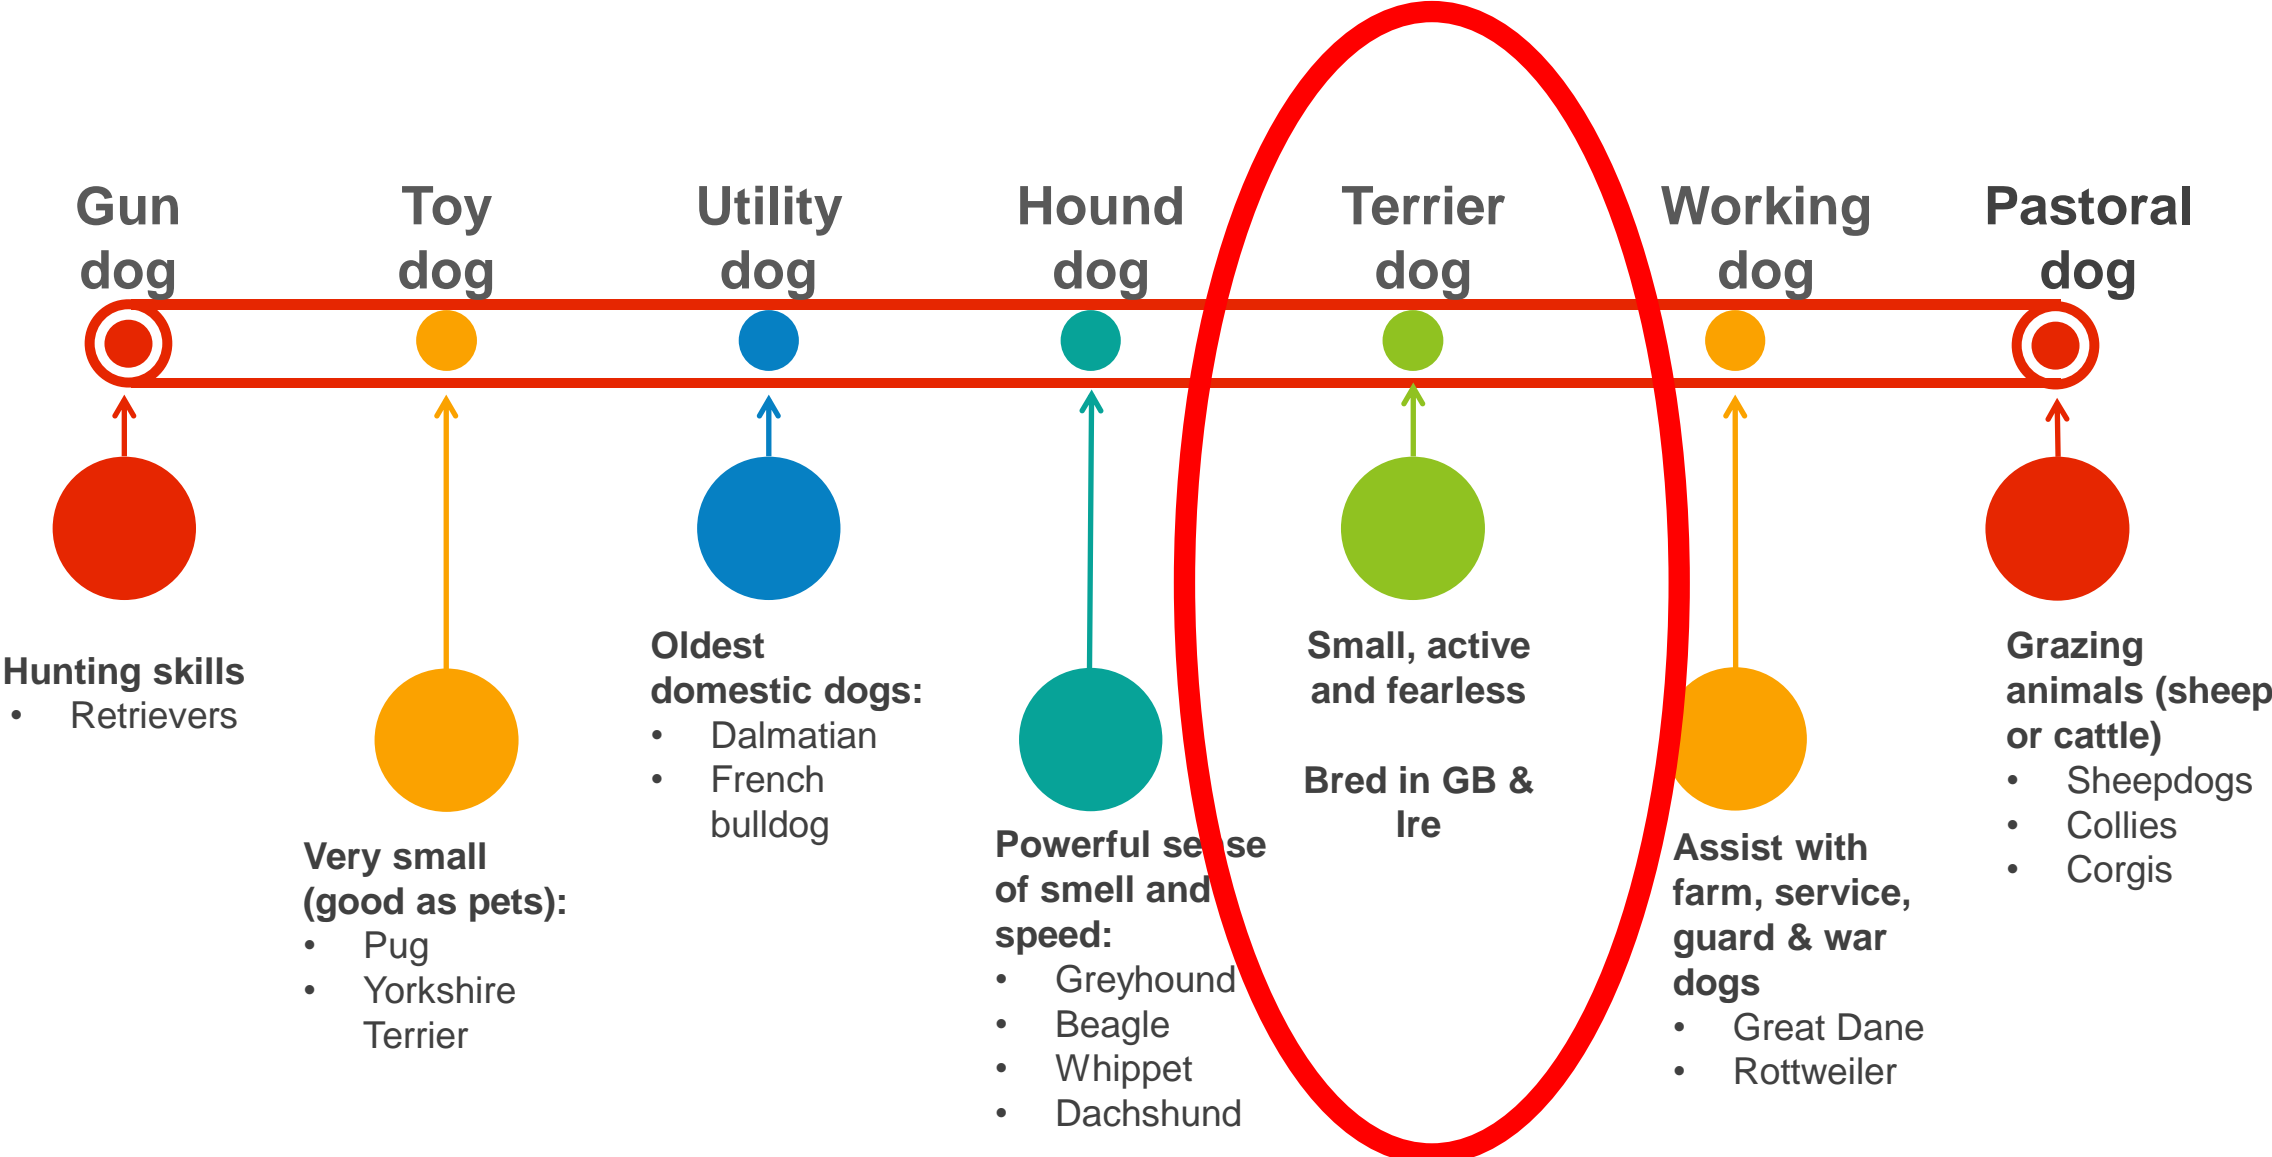 Gun
dog
Toy
dog
Utility
dog
Hound
dog
Terrier
dog
Working
dog
Pastoral
dog
Hunting skills
• Retrievers
Very small
(good as pets):
• Pug
• Yorkshire
Terrier
Oldest
domestic dogs:
• Dalmatian
• French
bulldog
Powerful sense
of smell and
speed:
• Greyhound
• Beagle
• Whippet
• Dachshund
Small, active
and fearless
Bred in GB &
Ire
Assist with
farm, service,
guard & war
dogs
• Great Dane
• Rottweiler
Grazing
animals (sheep
or cattle)
• Sheepdogs
• Collies
• Corgis